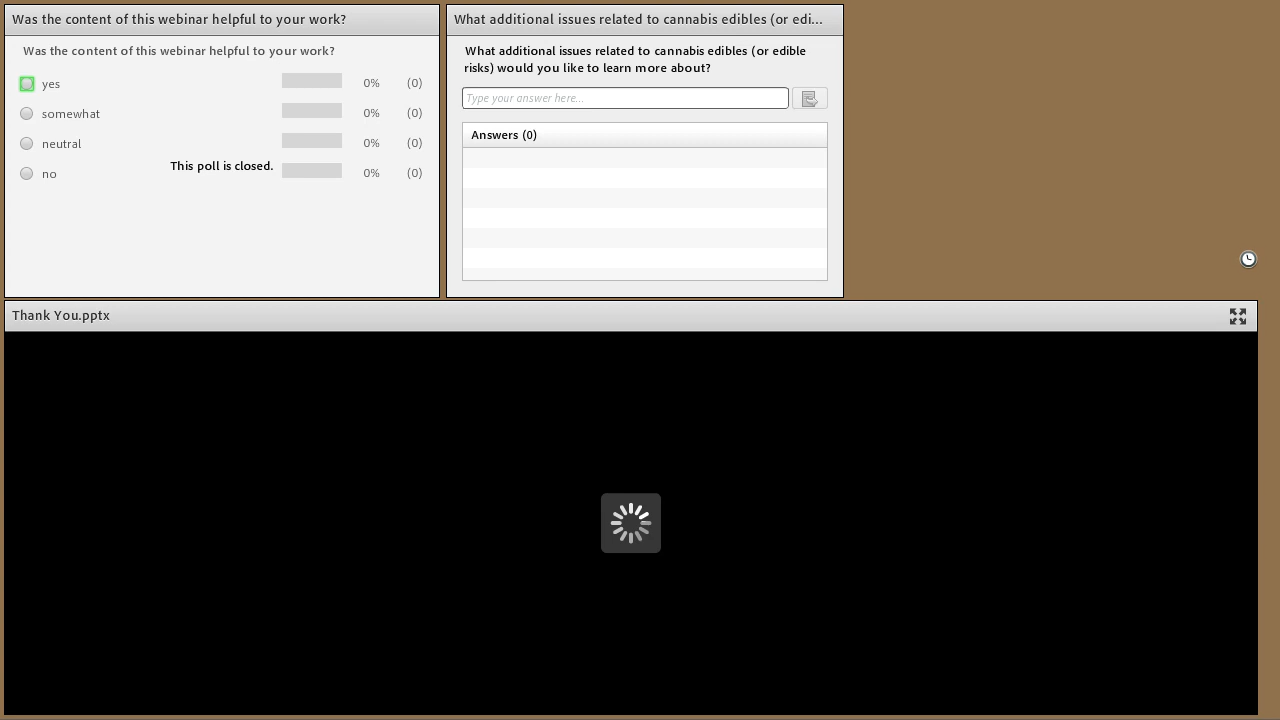 Was the content of this webinar helpful to your work?
Was the content of this webinar helpful to your work?
yes 0% (0)
somewhat 0% (0)
neutral 0% (0)
This poll is closed.
no 0% (0)
What additional issues related to cannabis edibles (or edi...
What additional issues related to cannabis edibles (or edible
risks) would you like to learn more about?
Type your answer here...
Answers (0)
Thank You.pptx